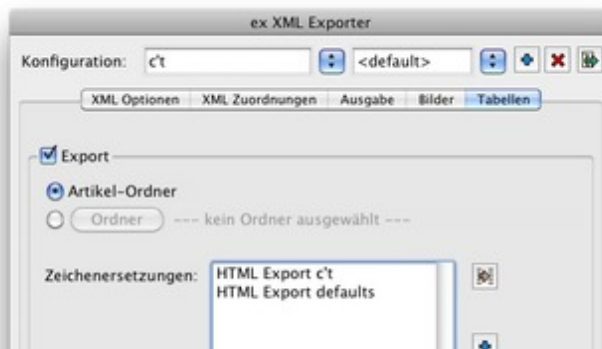 ex XML Exporter
Konfiguration: c't <default>
XML Optionen XML Zuordnungen Ausgabe Bilder Tabellen
Export
Artikel-Ordner
Ordner --- kein Ordner ausgewählt ---
Zeichenersetzungen: HTML Export c't
HTML Export defaults